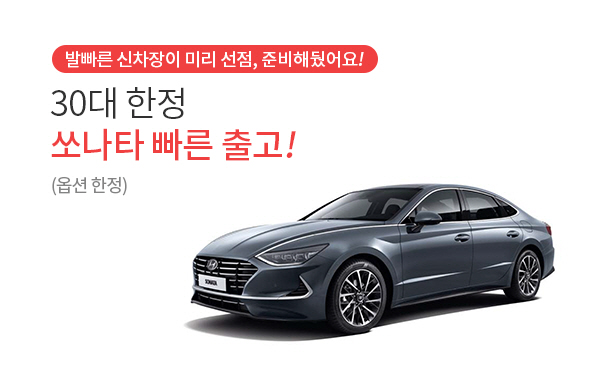 발빠른 신차장이 미리 선점, 준비해뒀어요!
30대 한정
쏘나타 빠른 출고!
(옵션 한정)
SONATA